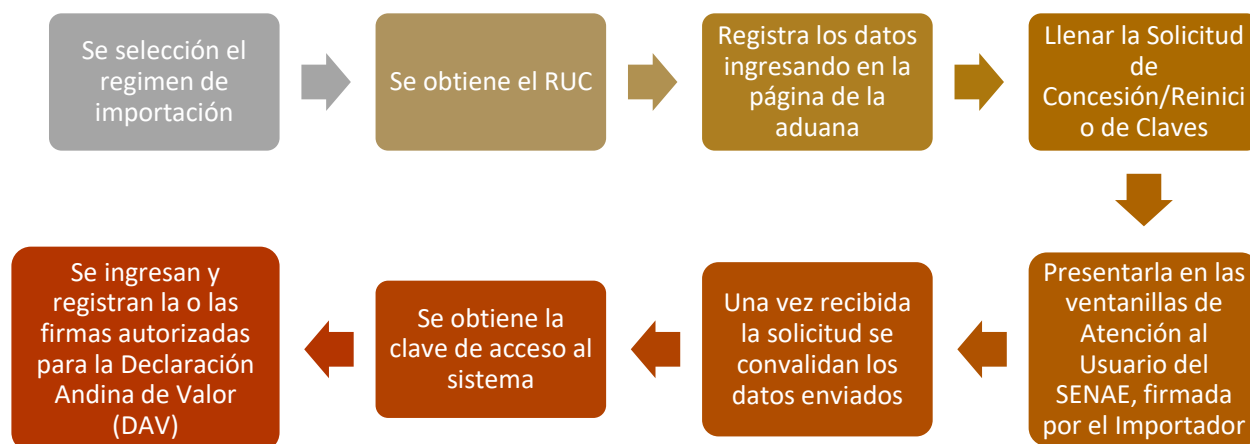 Se selección el
regimen de
importación
Se obtiene el RUC
Registra los datos
ingresando en la
página de la
aduana
Llenar la Solicitud
de
Concesión/Reinici
o de Claves
Presentarla en las
ventanillas de
Atención al
Usuario del
SENAE, firmada
por el Importador
Una vez recibida
la solicitud se
convalidan los
datos enviados
Se obtiene la
clave de acceso al
sistema
Se ingresan y
registran la o las
firmas autorizadas
para la Declaración
Andina de Valor
(DAV)